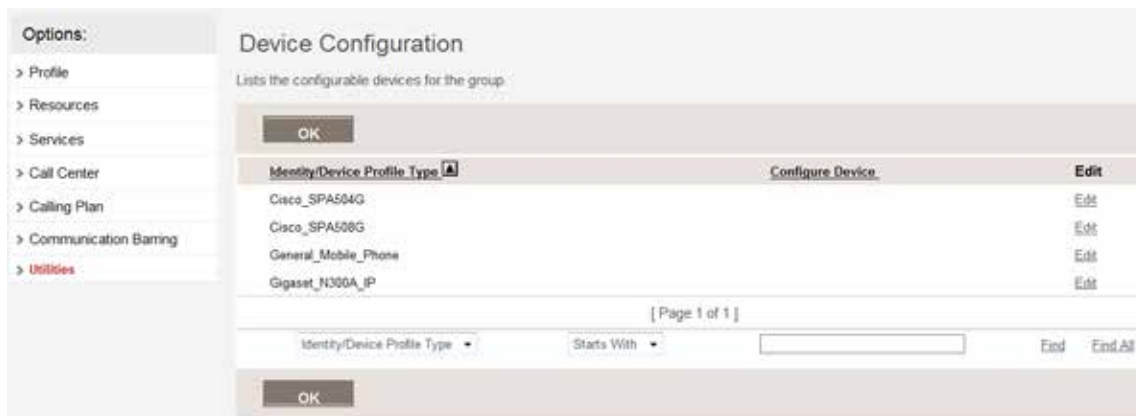 Options:
> Profile
> Resources
> Services
> Call Center
> Calling Plan
> Communication Barring
> Utilities
Device Configuration
Lists the configurable devices for the group
OK
Identity/Device Profile Type Configure Device Edit
Cisco_SPA504G Edit
Cisco_SPA508G Edit
General_Mobile_Phone Edit
Gigaset_N300A_IP Edit
[ Page 1 of 1 ]
Identity/Device Profile Type Starts With Find Find All
OK